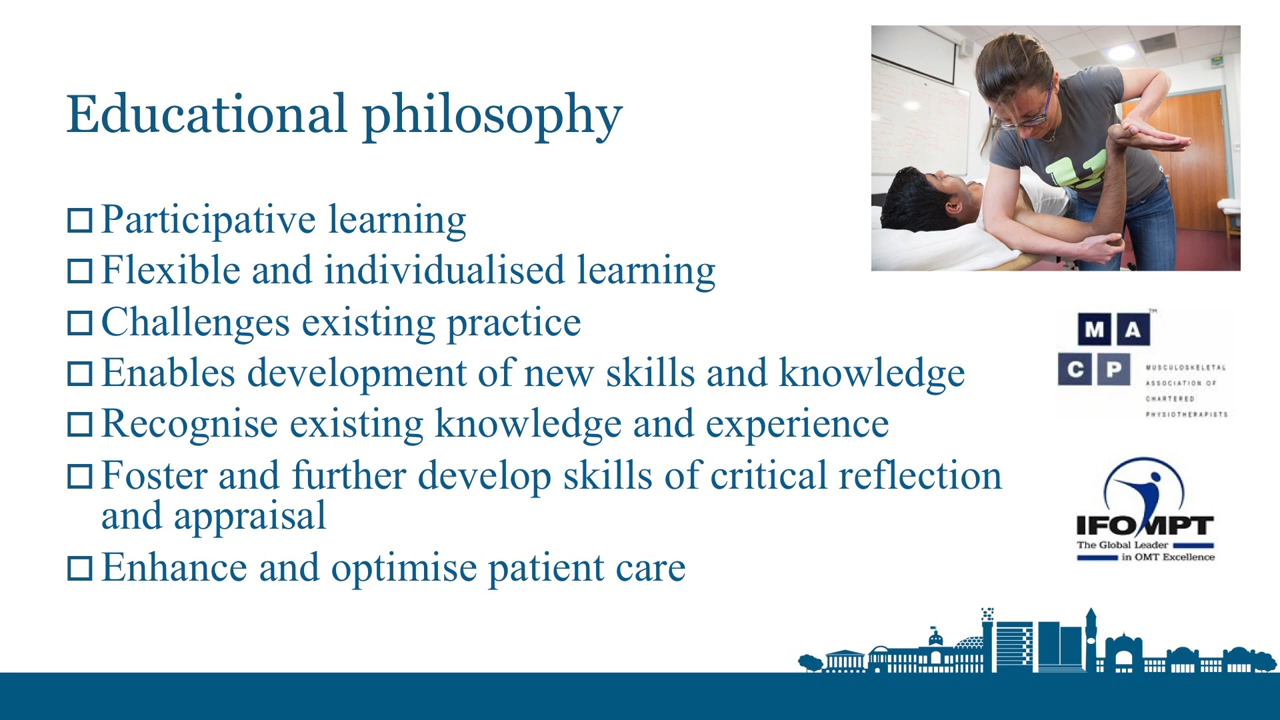 Educational philosophy
Participative learning
Flexible and individualised learning
Challenges existing practice
Enables development of new skills and knowledge
Recognise existing knowledge and experience
Foster and further develop skills of critical reflection
and appraisal
Enhance and optimise patient care
M A ™
C P
MUSCULOSKELETAL
ASSOCIATION OF
CHARTERED
PHYSIOTHERAPISTS
IFOMPT
The Global Leader
in OMT Excellence